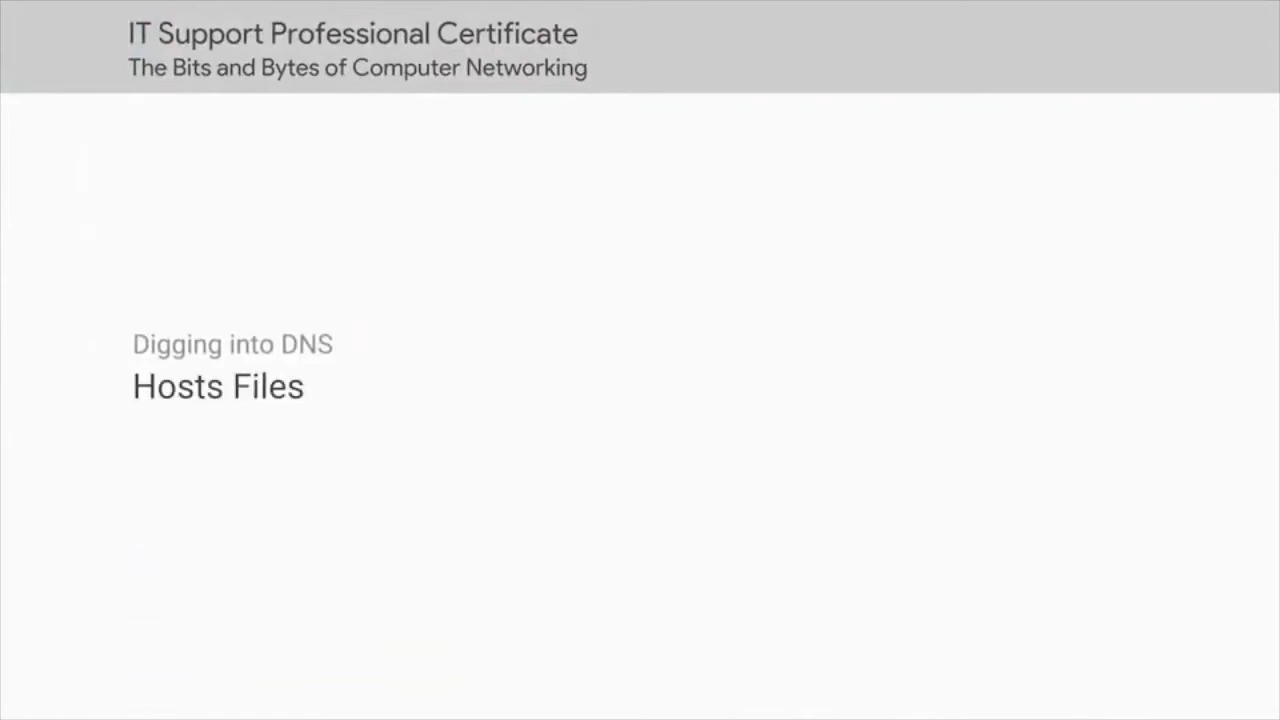 IT Support Professional Certificate
The Bits and Bytes of Computer Networking
Digging into DNS
Hosts Files